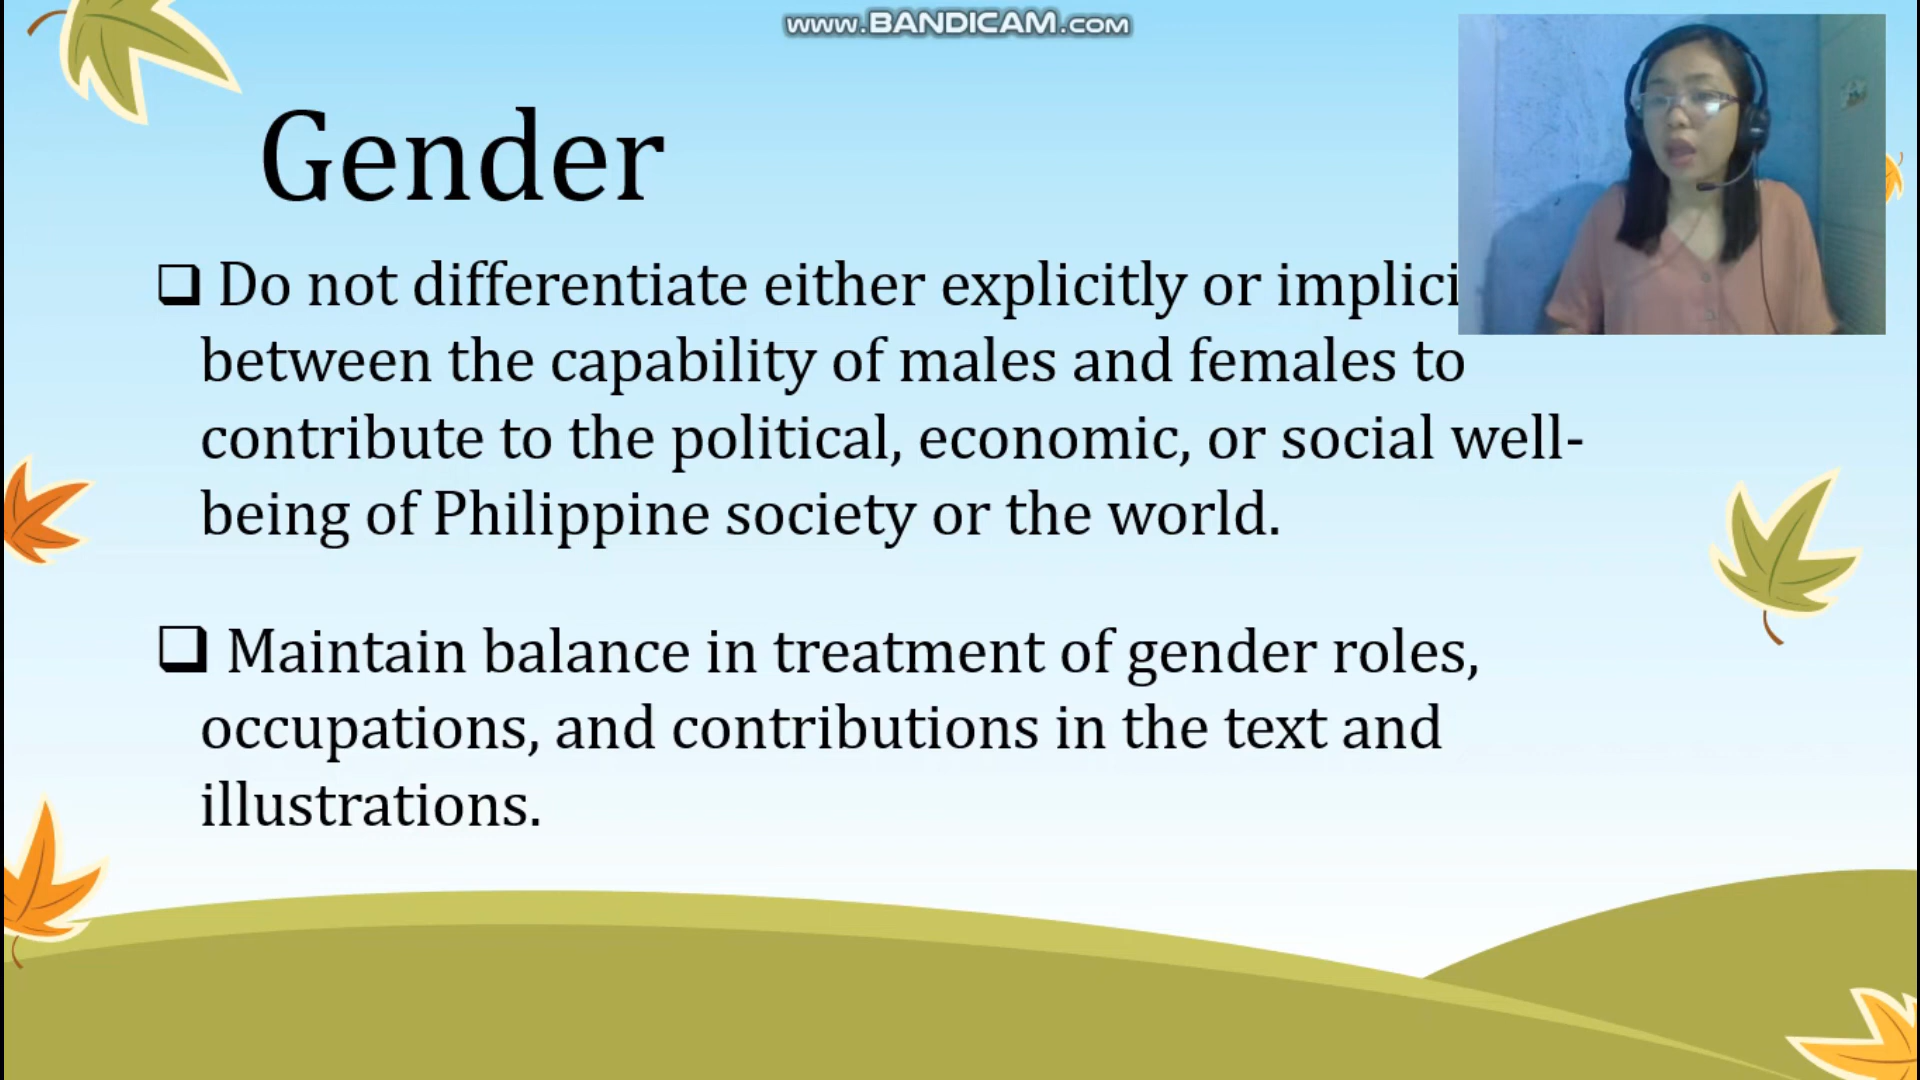 www.BANDICAM.com
Gender
❑ Do not differentiate either explicitly or
between the capability of males and females to
contribute to the political, economic, or social well-
being of Philippine society or the world.
❑ Maintain balance in treatment of gender roles,
occupations, and contributions in the text and
illustrations.